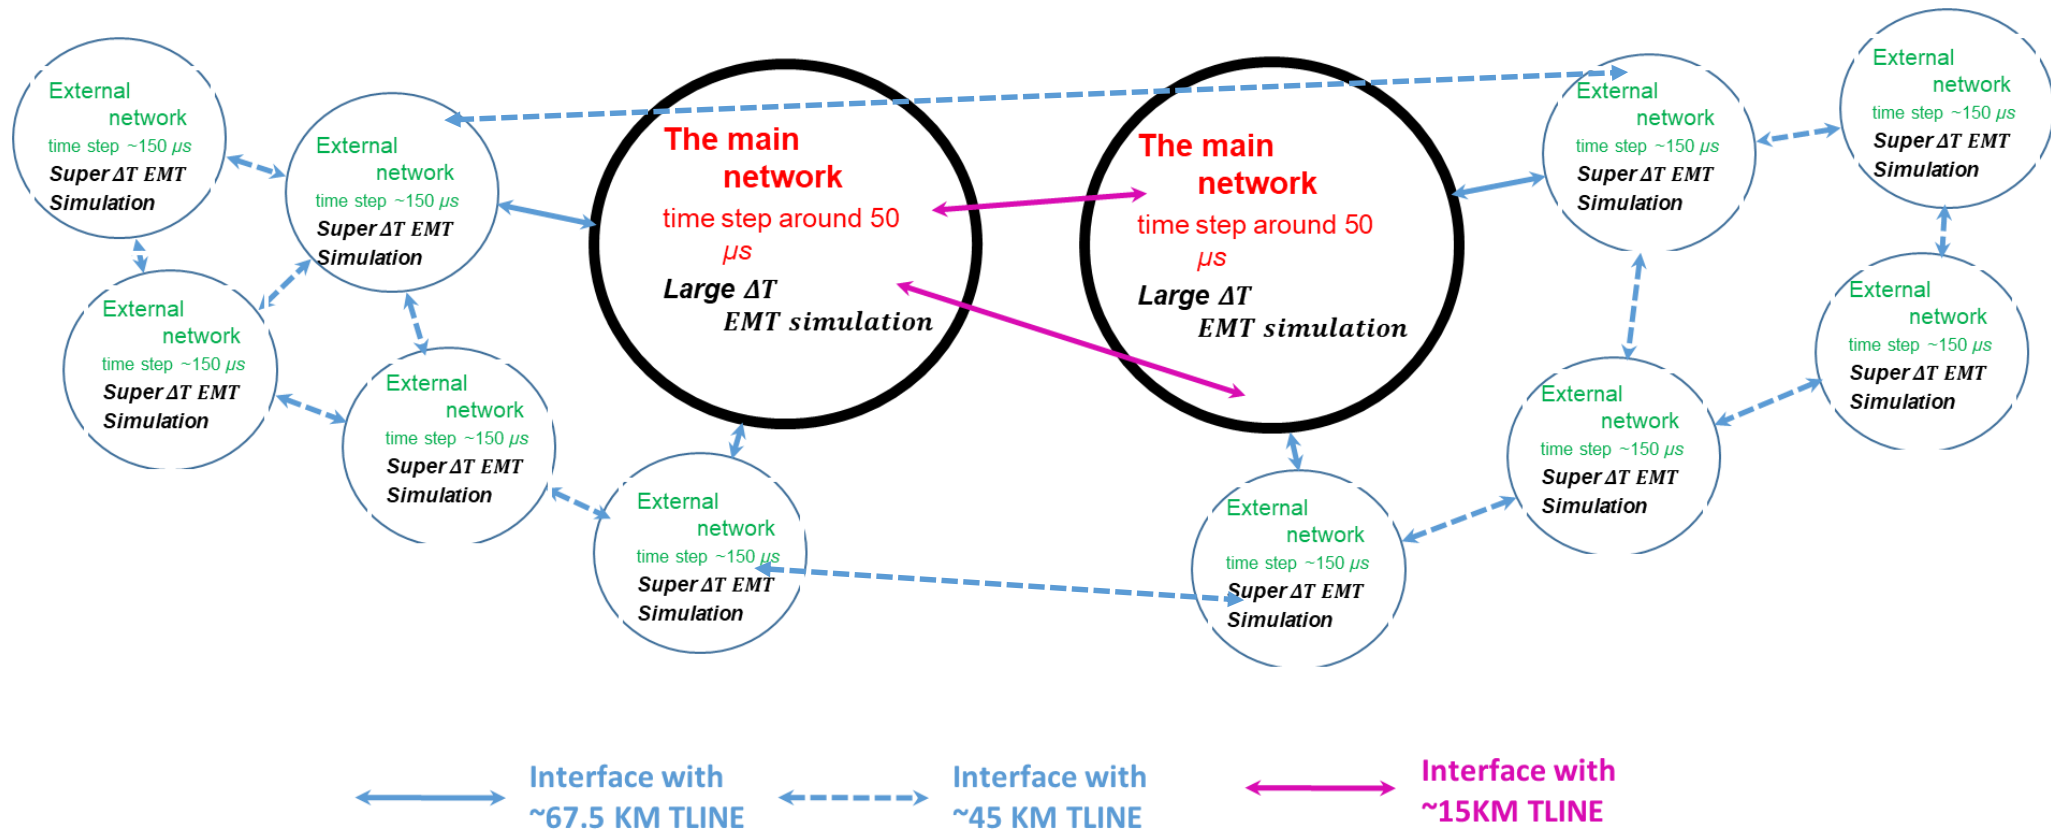 External
network
time step ~150 μs
Super ΔT EMT
Simulation
External
network
time step ~150 μs
Super ΔT EMT
Simulation
External
network
time step ~150 μs
Super ΔT EMT
Simulation
External
network
time step ~150 μs
Super ΔT EMT
Simulation
The main
network
time step around 50
μs
Large ΔT
EMT simulation
External
network
time step ~150 μs
Super ΔT EMT
Simulation
The main
network
time step around 50
μs
Large ΔT
EMT simulation
External
network
time step ~150 μs
Super ΔT EMT
Simulation
External
network
time step ~150 μs
Super ΔT EMT
Simulation
External
network
time step ~150 μs
Super ΔT EMT
Simulation
External
network
time step ~150 μs
Super ΔT EMT
Simulation
External
network
time step ~150 μs
Super ΔT EMT
Simulation
Interface with
~67.5 KM TLINE
Interface with
~45 KM TLINE
Interface with
~15KM TLINE